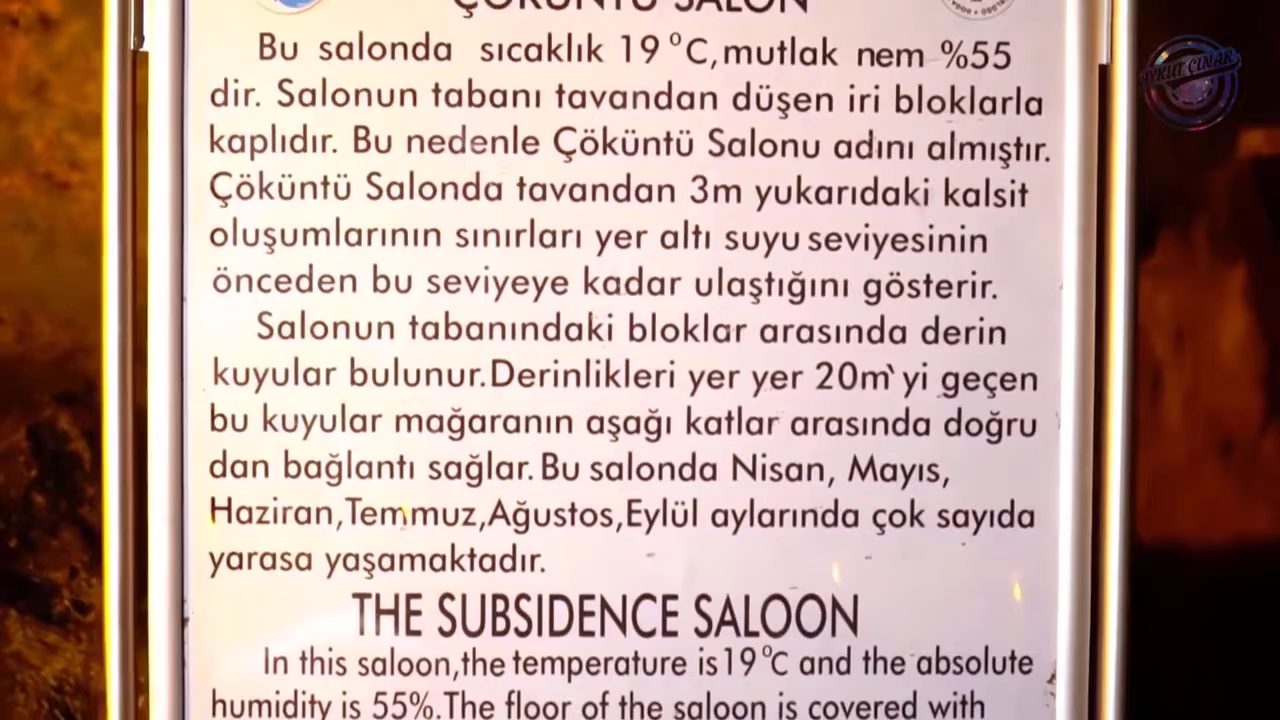 ÇÖKÜNTÜ SALON
Bu salonda sıcaklık 19 °C,mutlak nem %55
dir. Salonun tabanı tavandan düşen iri bloklarla
kaplıdır. Bu nedenle Çöküntü Salonu adını almıştır.
Çöküntü Salonda tavandan 3m yukarıdaki kalsit
oluşumlarının sınırları yer altı suyu seviyesinin
önceden bu seviyeye kadar ulaştığını gösterir.
Salonun tabanındaki bloklar arasında derin
kuyular bulunur.Derinlikleri yer yer 20m`yi geçen
bu kuyular mağaranın aşağı katlar arasında doğru
dan bağlantı sağlar. Bu salonda Nisan, Mayıs,
Haziran,Temmuz,Ağustos,Eylül aylarında çok sayıda
yarasa yaşamaktadır.
THE SUBSIDENCE SALOON
In this saloon,the temperature is19 °C and the absolute
humidity is 55%.The floor of the saloon is covered with
AYKUT ÇINAR